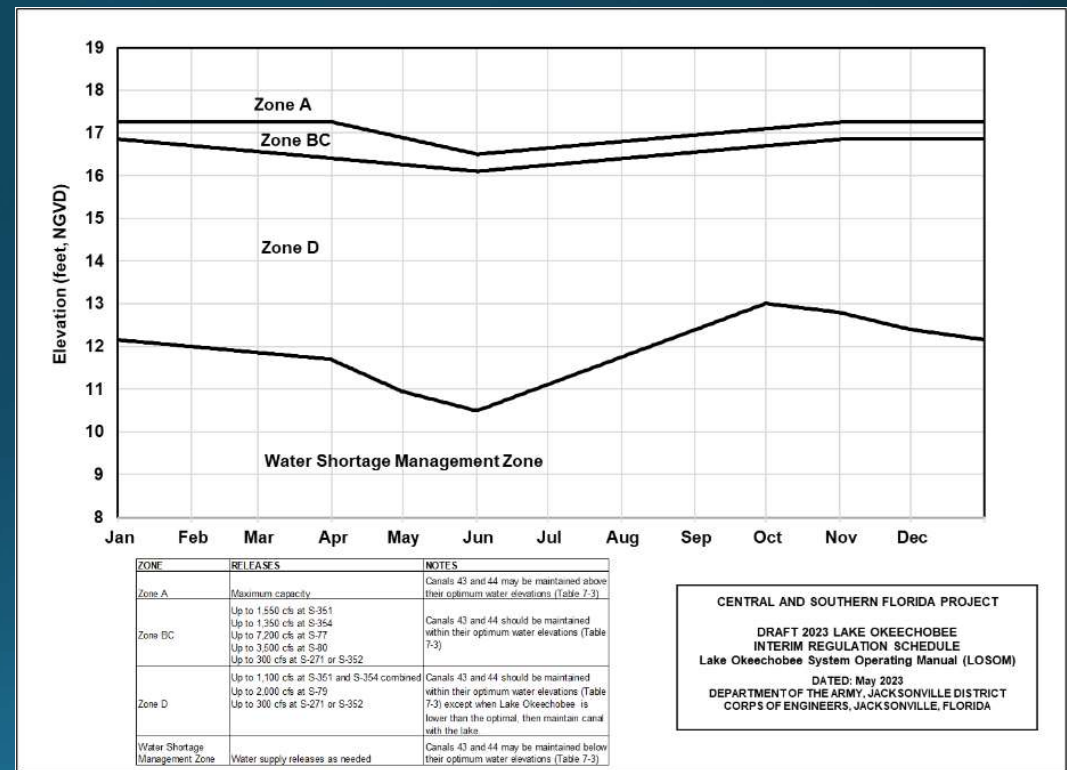 19
18
17
16
15
14
13
12
11
10
9
8
Elevation (feet, NGVD)
Zone A
Zone BC
Zone D
Water Shortage Management Zone
Jan Feb Mar Apr May Jun Jul Aug Sep Oct Nov Dec
ZONE RELEASES NOTES
Zone A Maximum capacity
Canals 43 and 44 may be maintained above
their optimum water elevations (Table 7-3)
Zone BC
Up to 1,550 cfs at S-351
Up to 1,350 cfs at S-354
Up to 7,200 cfs at S-77
Up to 3,500 cfs at S-80
Up to 300 cfs at S-271 or S-352
Canals 43 and 44 should be maintained
within their optimum water elevations (Table
7-3)
Zone D
Up to 1,100 cfs at S-351 and S-354 combined
Up to 2,000 cfs at S-79
Up to 300 cfs at S-271 or S-352
Canals 43 and 44 should be maintained
within their optimum water elevations (Table
7-3) except when Lake Okeechobee is
lower than the optimal, then maintain canal
with the lake.
Water Shortage
Management Zone
Water supply releases as needed
Canals 43 and 44 may be maintained below
their optimum water elevations (Table 7-3)
CENTRAL AND SOUTHERN FLORIDA PROJECT
DRAFT 2023 LAKE OKEECHOBEE
INTERIM REGULATION SCHEDULE
Lake Okeechobee System Operating Manual (LOSOM)
DATED: May 2023
DEPARTMENT OF THE ARMY, JACKSONVILLE DISTRICT
CORPS OF ENGINEERS, JACKSONVILLE, FLORIDA